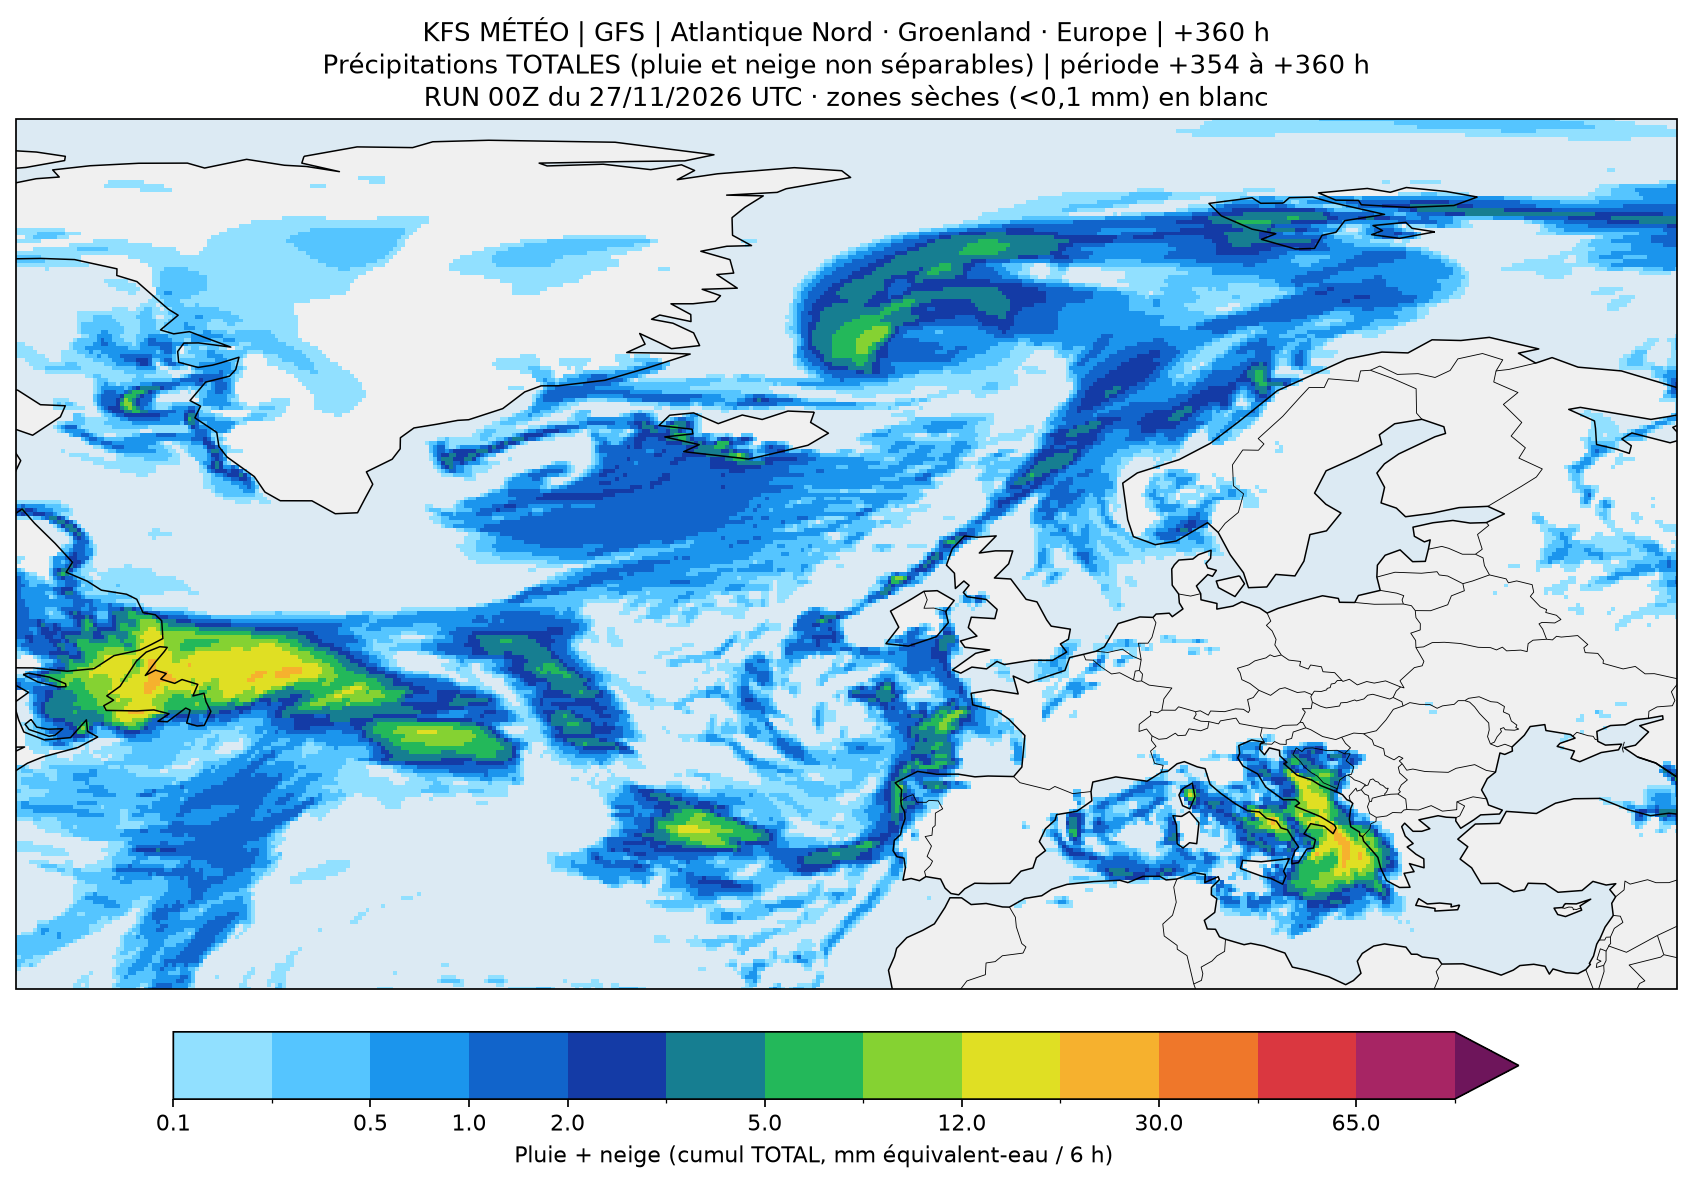 KFS MÉTÉO | GFS | Atlantique Nord · Groenland · Europe | +360 h
Précipitations TOTALES (pluie et neige non séparables) | période +354 à +360 h
RUN 00Z du 27/11/2026 UTC · zones sèches (<0,1 mm) en blanc
0.1 0.5 1.0 2.0 5.0 12.0 30.0 65.0
Pluie + neige (cumul TOTAL, mm équivalent-eau / 6 h)